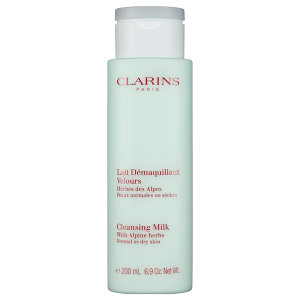 CLARINS
PARIS
Lait Démaquillant
Velours
Herbes des Alpes
Peaux normales ou sèches
Cleansing Milk
With Alpine herbs
Normal or dry skin
e 200 mL 6.9 Oz. Net Wt.